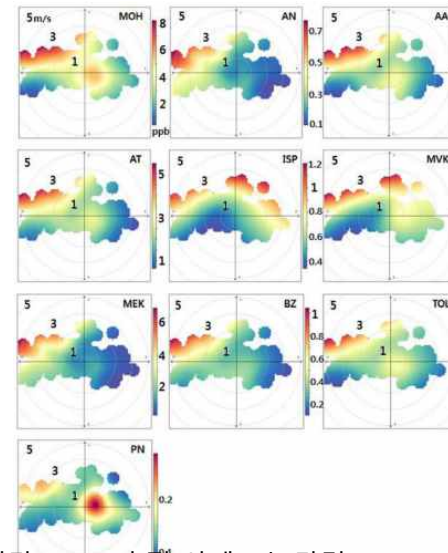 5m/s MOH 8 5 AN 5 AA
3 6 3 0.7 3
1 4 1 0.5 1
2 0.3
ppb 0.1
5 AT 5 ISP 1.2 5 MVK
3 5 3 1 3
1 3 1 0.8 1
0.6
1 0.4
5 MEK 5 BZ 1 5 TOL
3 6 3 0.8 3
1 4 1 0.6 1
2 0.4
0.2
5 PN
3
1 0.2